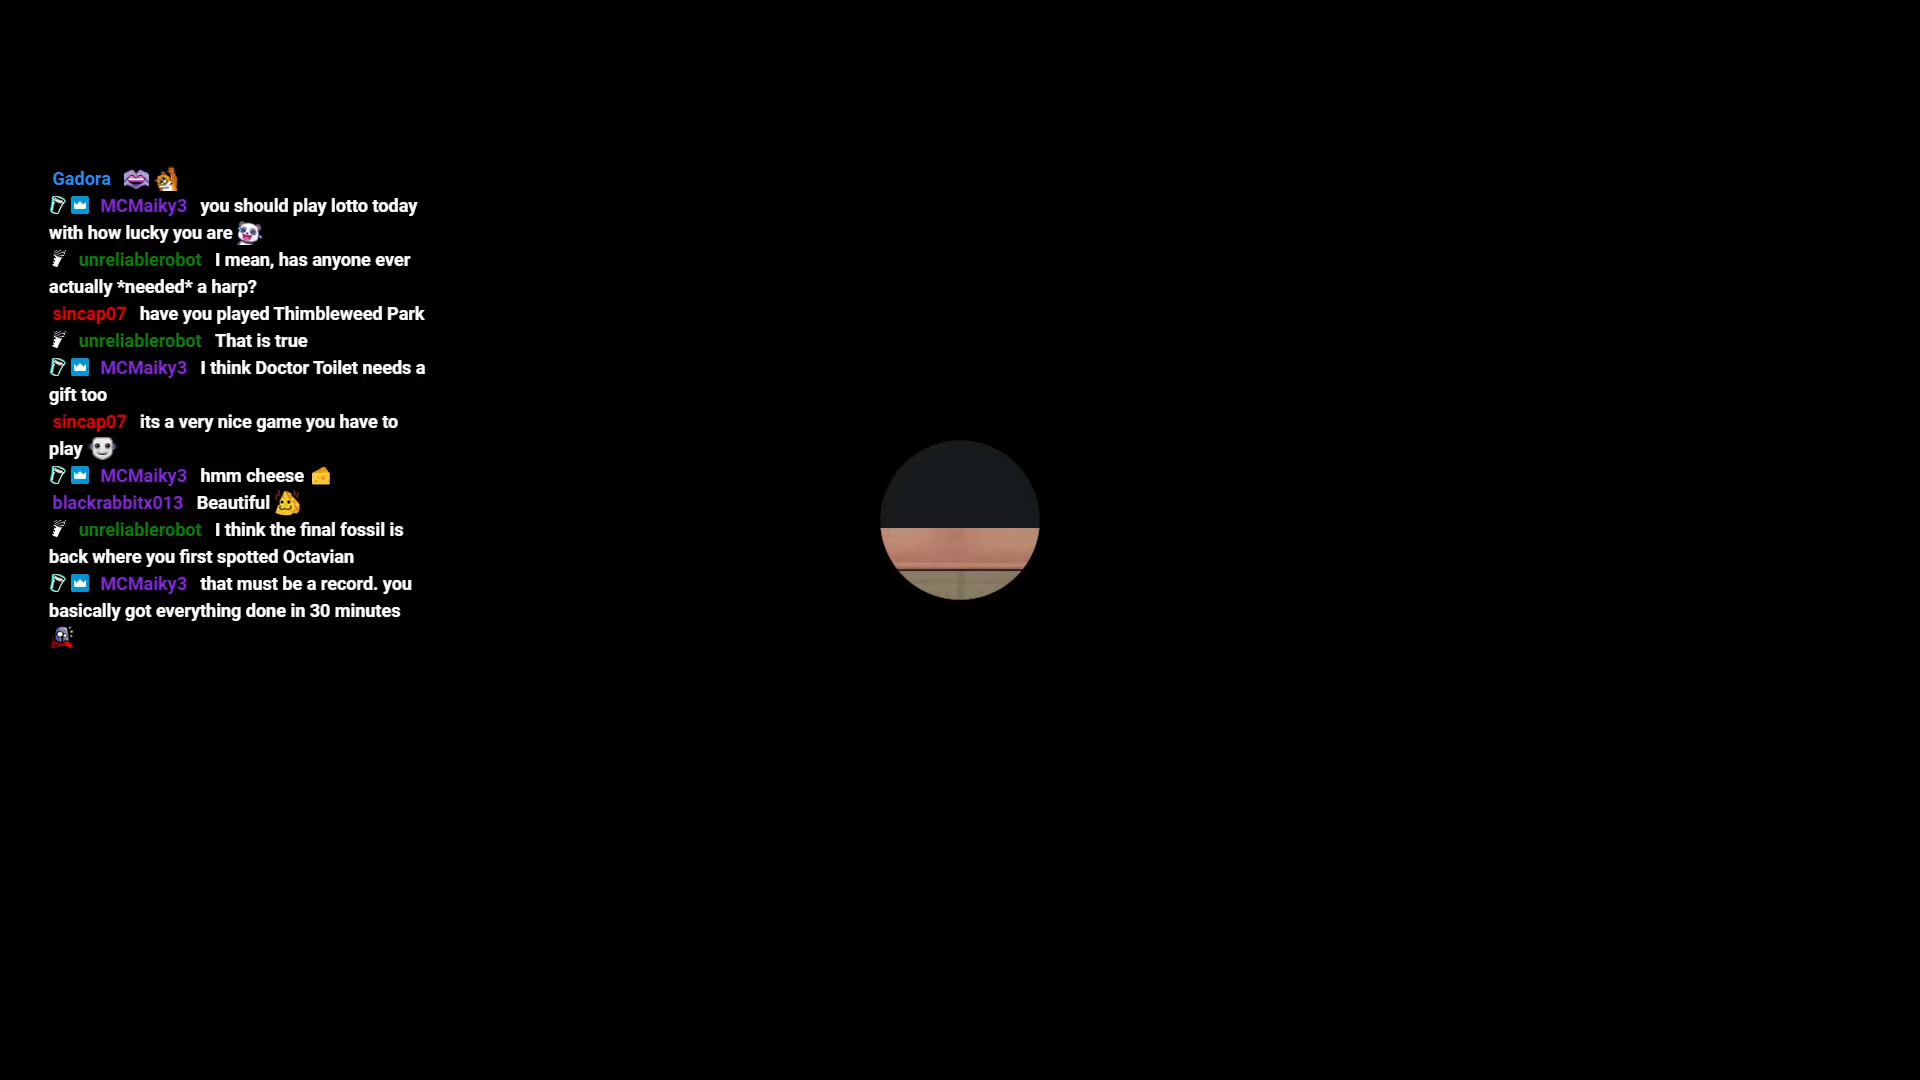 Gadora
MCMaiky3 you should play lotto today
with how lucky you are
unreliablerobot I mean, has anyone ever
actually *needed* a harp?
sincap07 have you played Thimbleweed Park
unreliablerobot That is true
MCMaiky3 I think Doctor Toilet needs a
gift too
sincap07 its a very nice game you have to
play
MCMaiky3 hmm cheese
blackrabbitx013 Beautiful
unreliablerobot I think the final fossil is
back where you first spotted Octavian
MCMaiky3 that must be a record. you
basically got everything done in 30 minutes